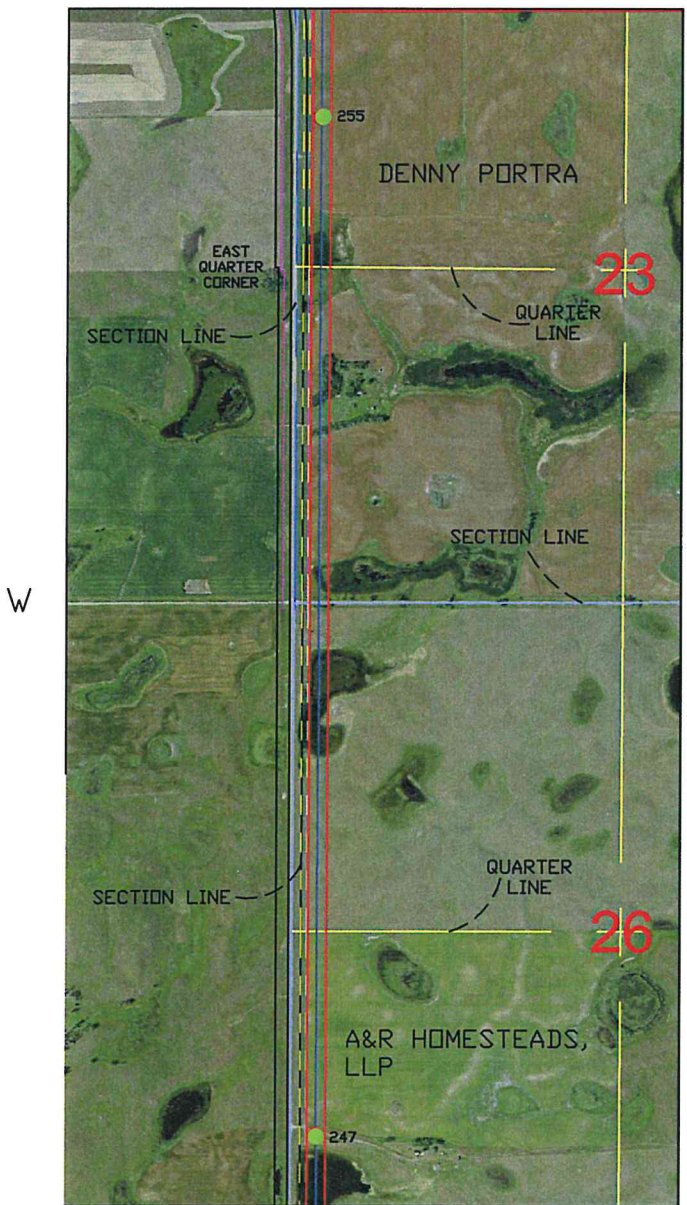 255
DENNY PORTRA
EAST
QUARTER
CORNER
23
SECTION LINE
QUARTER
LINE
SECTION LINE
W
QUARTER
LINE
SECTION LINE
26
A&R HOMESTEADS,
LLP
247